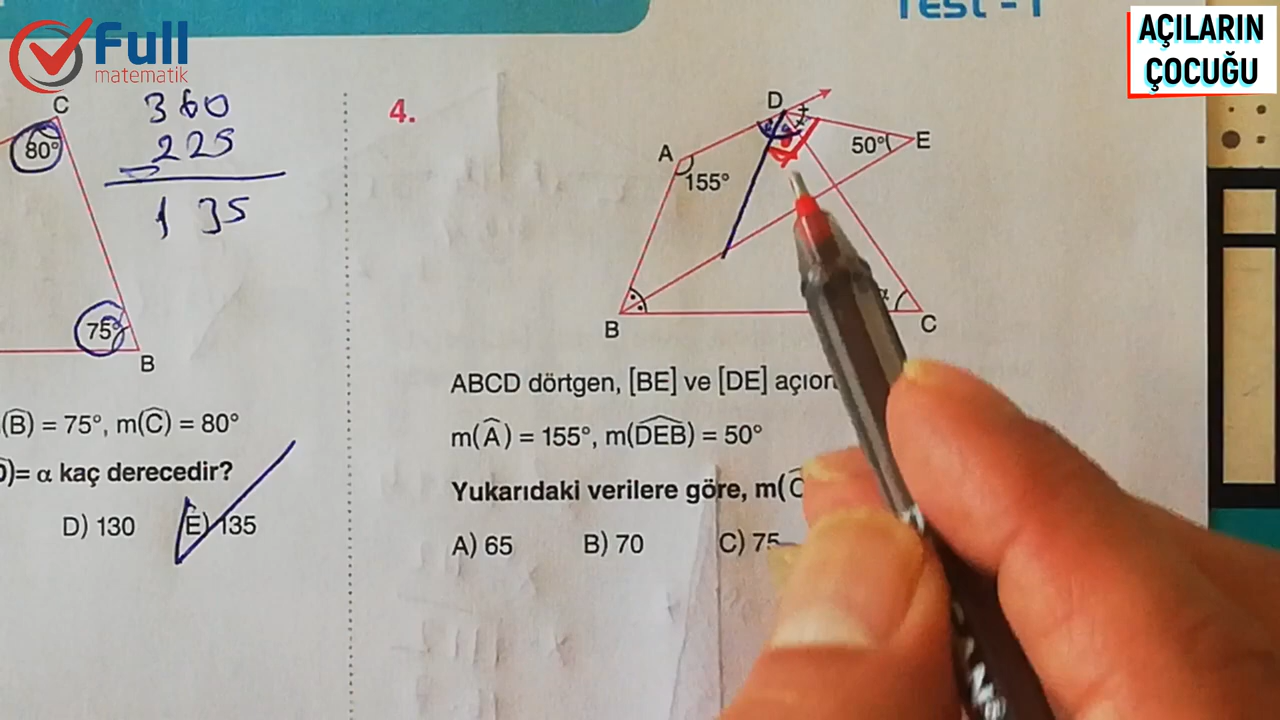 Full
matematik
TEST - 1
AÇILARIN
ÇOCUĞU
C
80°
360
225
135
75°
B
(B) = 75°, m(C) = 80°
)= α kaç derecedir?
D) 130
E) 135
4.
D
A
155°
50°
E
B
α
C
ABCD dörtgen, [BE] ve [DE]
m(A) = 155°, m(DEB) = 50°
Yukarıdaki verilere göre, m(
A) 65
B) 70
C) 75